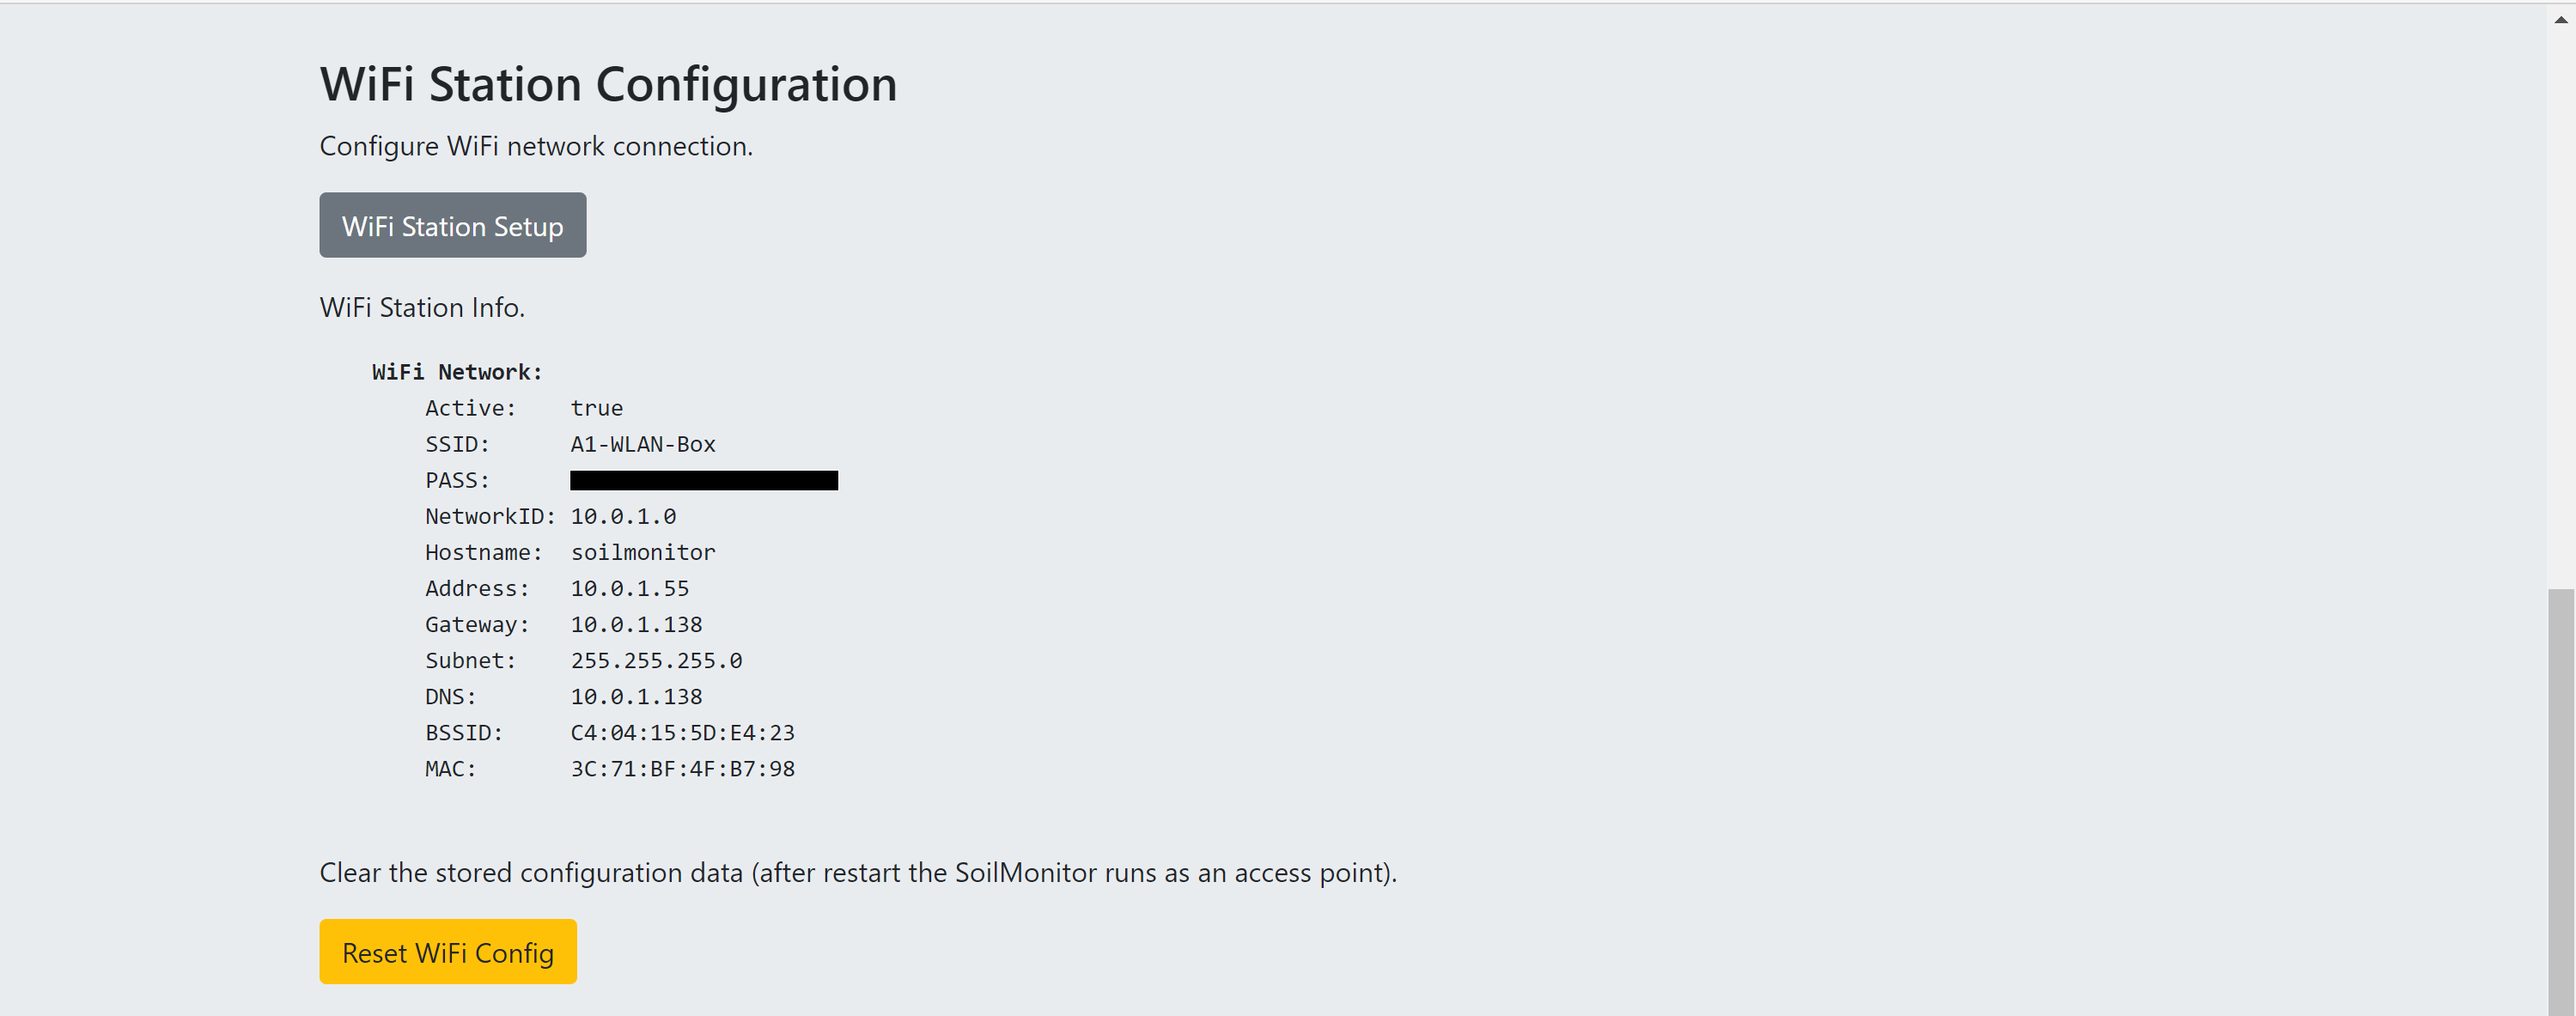 WiFi Station Configuration
Configure WiFi network connection.
WiFi Station Setup
WiFi Station Info.
WiFi Network:
Active: true
SSID: A1-WLAN-Box
PASS:
NetworkID: 10.0.1.0
Hostname: soilmonitor
Address: 10.0.1.55
Gateway: 10.0.1.138
Subnet: 255.255.255.0
DNS: 10.0.1.138
BSSID: C4:04:15:5D:E4:23
MAC: 3C:71:BF:4F:B7:98
Clear the stored configuration data (after restart the SoilMonitor runs as an access point).
Reset WiFi Config